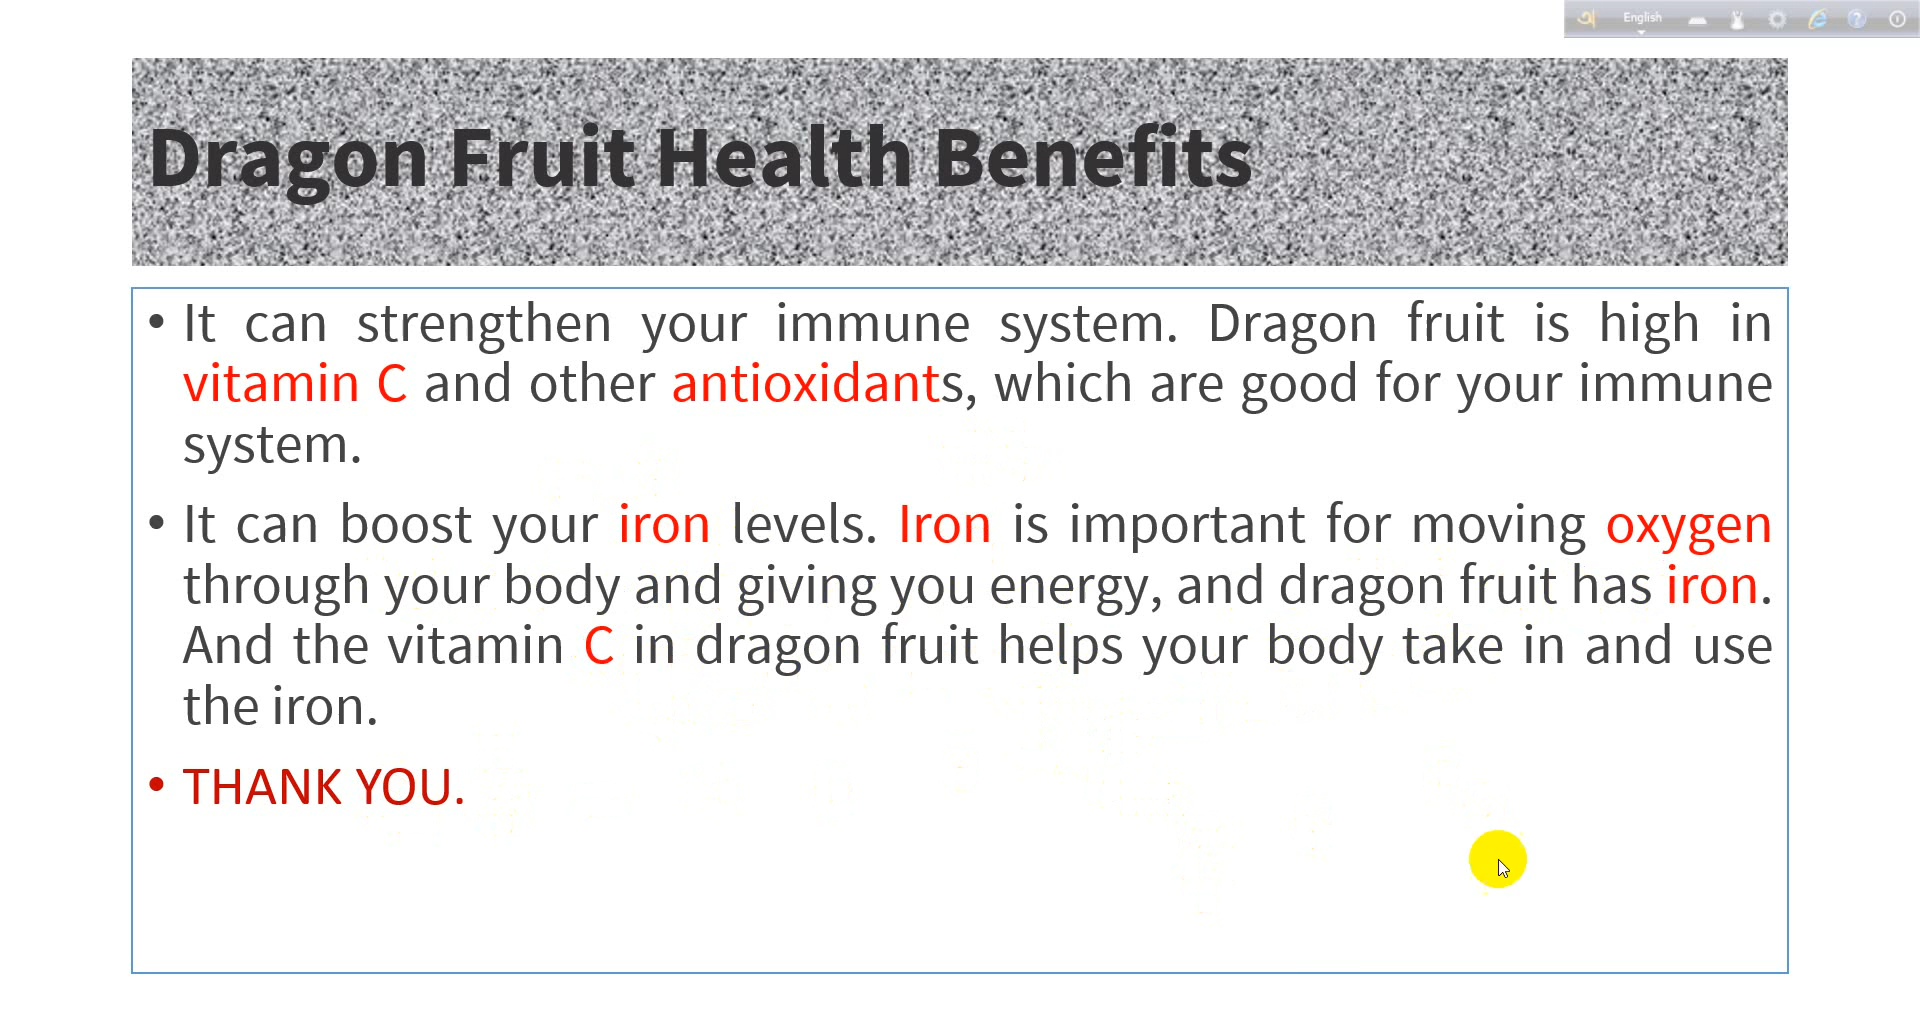 English
Dragon Fruit Health Benefits
• It can strengthen your immune system. Dragon fruit is high in
vitamin C and other antioxidants, which are good for your immune
system.
• It can boost your iron levels. Iron is important for moving oxygen
through your body and giving you energy, and dragon fruit has iron.
And the vitamin C in dragon fruit helps your body take in and use
the iron.
• THANK YOU.